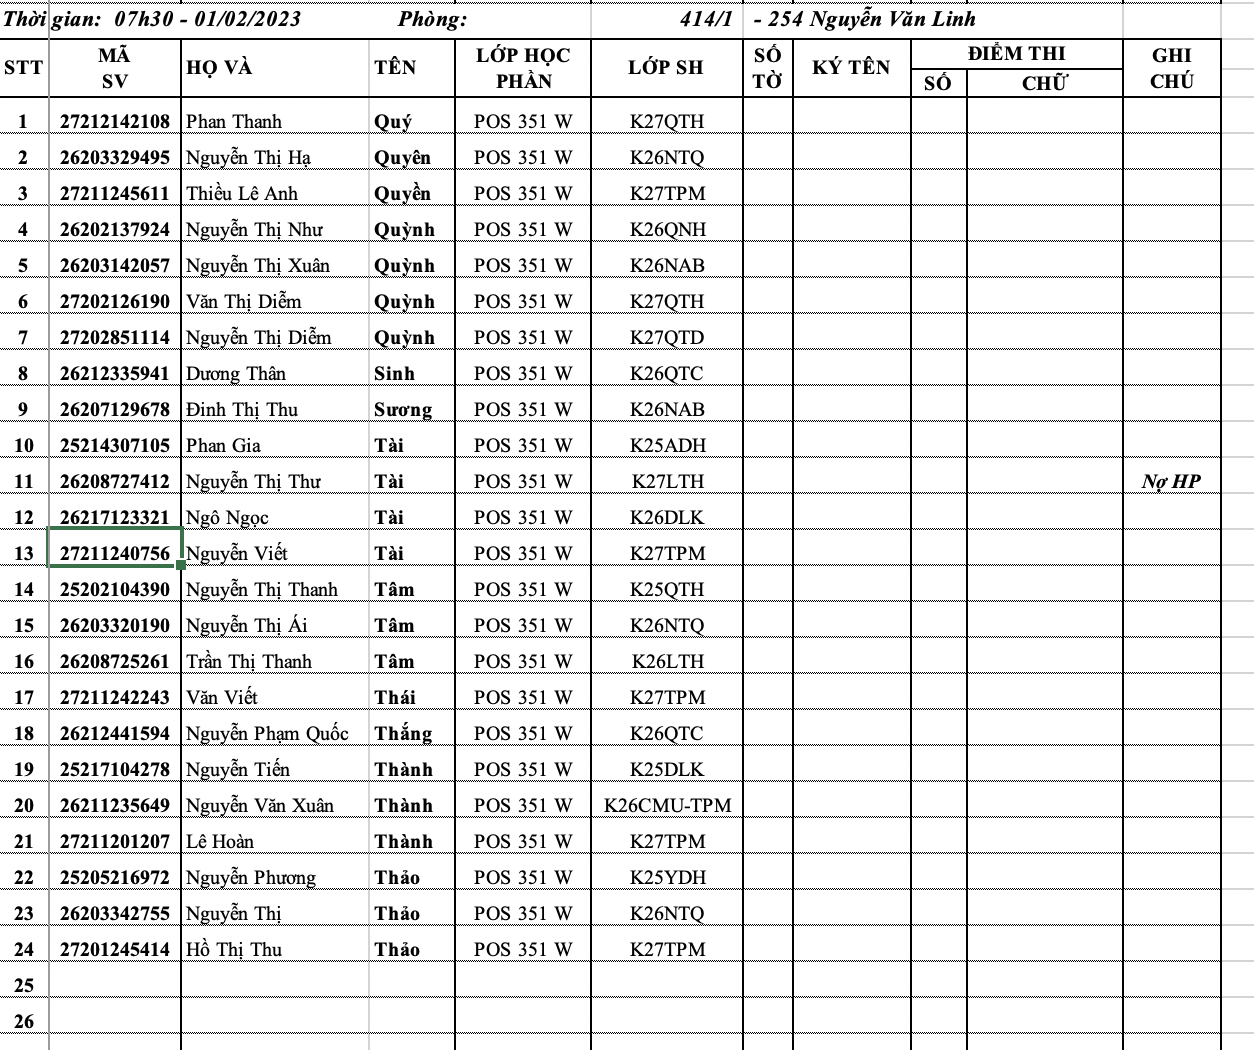 Thời gian: 07h30 - 01/02/2023 Phòng: 414/1 - 254 Nguyễn Văn Linh
STT MÃ SV HỌ VÀ TÊN LỚP HỌC PHẦN LỚP SH SỐ TỜ KÝ TÊN ĐIỂM THI SỐ CHỮ GHI CHÚ
1 27212142108 Phan Thanh Quý POS 351 W K27QTH
2 26203329495 Nguyễn Thị Hạ Quyên POS 351 W K26NTQ
3 27211245611 Thiều Lê Anh Quyền POS 351 W K27TPM
4 26202137924 Nguyễn Thị Như Quỳnh POS 351 W K26QNH
5 26203142057 Nguyễn Thị Xuân Quỳnh POS 351 W K26NAB
6 27202126190 Văn Thị Diễm Quỳnh POS 351 W K27QTH
7 27202851114 Nguyễn Thị Diễm Quỳnh POS 351 W K27QTD
8 26212335941 Dương Thân Sinh POS 351 W K26QTC
9 26207129678 Đinh Thị Thu Sương POS 351 W K26NAB
10 25214307105 Phan Gia Tài POS 351 W K25ADH
11 26208727412 Nguyễn Thị Thư Tài POS 351 W K27LTH Nợ HP
12 26217123321 Ngô Ngọc Tài POS 351 W K26DLK
13 27211240756 Nguyễn Viết Tài POS 351 W K27TPM
14 25202104390 Nguyễn Thị Thanh Tâm POS 351 W K25QTH
15 26203320190 Nguyễn Thị Ái Tâm POS 351 W K26NTQ
16 26208725261 Trần Thị Thanh Tâm POS 351 W K26LTH
17 27211242243 Văn Viết Thái POS 351 W K27TPM
18 26212441594 Nguyễn Phạm Quốc Thắng POS 351 W K26QTC
19 25217104278 Nguyễn Tiến Thành POS 351 W K25DLK
20 26211235649 Nguyễn Văn Xuân Thành POS 351 W K26CMU-TPM
21 27211201207 Lê Hoàn Thành POS 351 W K27TPM
22 25205216972 Nguyễn Phương Thảo POS 351 W K25YDH
23 26203342755 Nguyễn Thị Thảo POS 351 W K26NTQ
24 27201245414 Hồ Thị Thu Thảo POS 351 W K27TPM
25
26